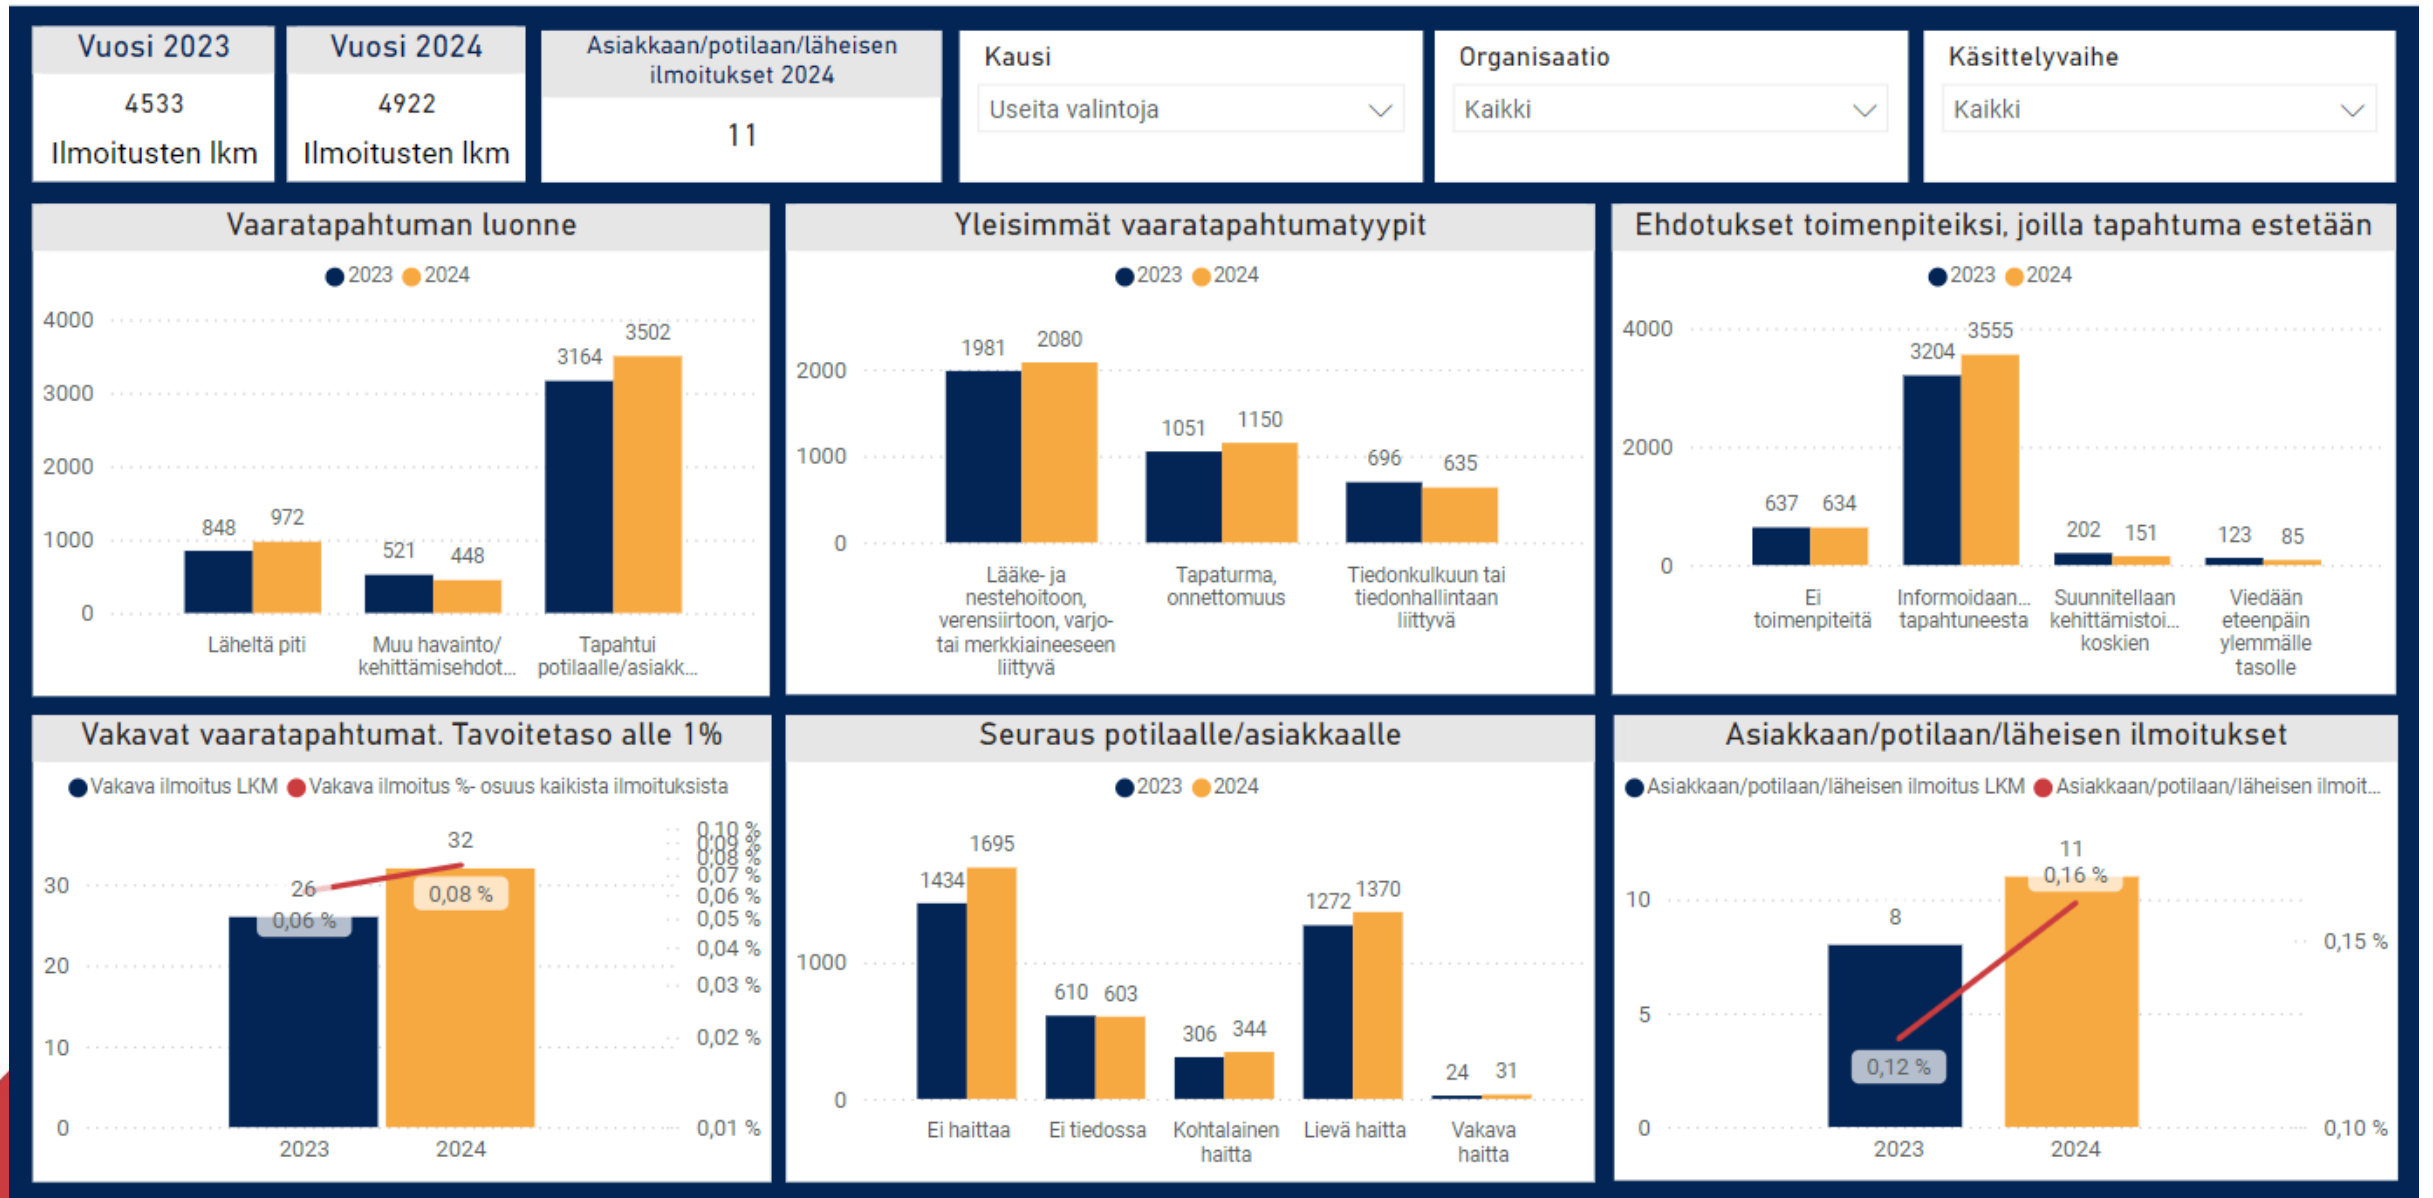 Vuosi 2023
4533
Ilmoitusten lkm
Vuosi 2024
4922
Ilmoitusten lkm
Asiakkaan/potilaan/läheisen
ilmoitukset 2024
11
Kausi
Useita valintoja
Organisaatio
Kaikki
Käsittelyvaihe
Kaikki
Vaaratapahtuman luonne
2023 2024
4000
3000
2000
1000
0
848 972
521 448
3164 3502
Läheltä piti
Muu havainto/
kehittämisehdot...
Tapahtui
potilaalle/asiakk...
Yleisimmät vaaratapahtumatyypit
2023 2024
2000
1000
0
1981 2080
1051 1150
696 635
Lääke- ja
nestehoitoon,
verensiirtoon, varjo-
tai merkkiaineeseen
liittyvä
Tapaturma,
onnettomuus
Tiedonkulkuun tai
tiedonhallintaan
liittyvä
Ehdotukset toimenpiteiksi, joilla tapahtuma estetään
2023 2024
4000
2000
0
637 634
3204 3555
202 151
123 85
Ei
toimenpiteitä
Informoidaan...
tapahtuneesta
Suunnitellaan
kehittämistoi...
koskien
Viedään
eteenpäin
ylemmälle
tasolle
Vakavat vaaratapahtumat. Tavoitetaso alle 1%
Vakava ilmoitus LKM Vakava ilmoitus %- osuus kaikista ilmoituksista
30
20
10
0
26
0,06 %
32
0,08 %
0,10 %
0,09 %
0,08 %
0,07 %
0,06 %
0,05 %
0,04 %
0,03 %
0,02 %
0,01 %
2023 2024
Seuraus potilaalle/asiakkaalle
2023 2024
1000
0
1434 1695
610 603
306 344
1272 1370
24 31
Ei haittaa
Ei tiedossa
Kohtalainen
haitta
Lievä haitta
Vakava
haitta
Asiakkaan/potilaan/läheisen ilmoitukset
Asiakkaan/potilaan/läheisen ilmoitus LKM Asiakkaan/potilaan/läheisen ilmoit...
10
5
0
8
0,12 %
11
0,16 %
0,15 %
0,10 %
2023 2024